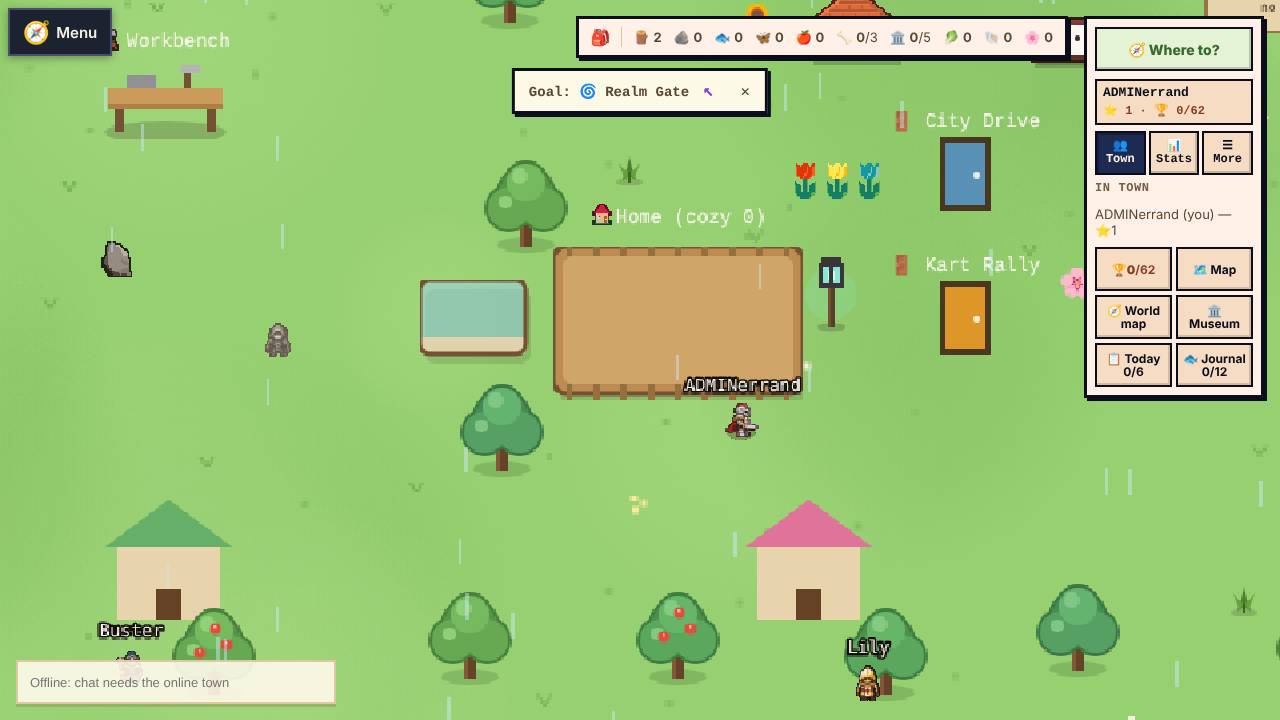 Menu
Workbench
2 0 0 0 0 0/3 0/5 0 0 0
Goal: Realm Gate ×
Where to?
ADMINerrand
1 · 0/62
Town
Stats
More
IN TOWN
ADMINerrand (you) —
1
0/62
Map
World
map
Museum
Today
0/6
Journal
0/12
City Drive
Home (cozy 0)
Kart Rally
ADMINerrand
Buster
Lily
Offline: chat needs the online town